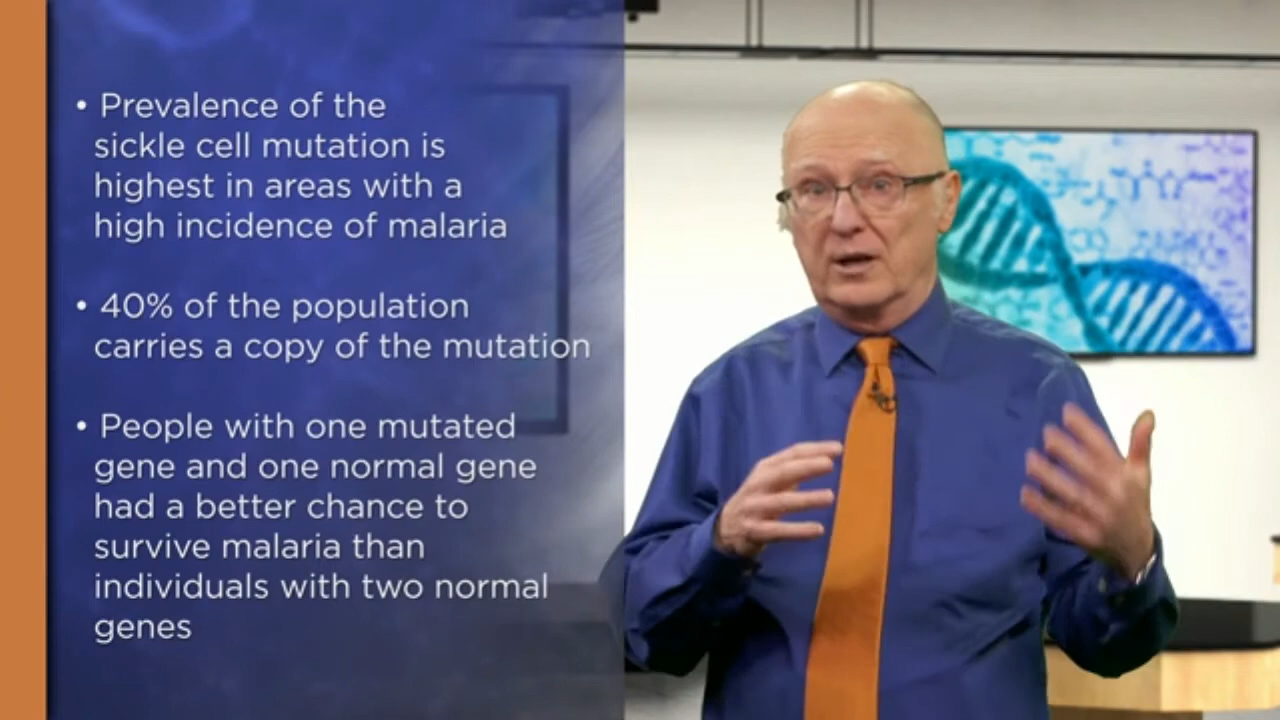 • Prevalence of the
sickle cell mutation is
highest in areas with a
high incidence of malaria
• 40% of the population
carries a copy of the mutation
• People with one mutated
gene and one normal gene
had a better chance to
survive malaria than
individuals with two normal
genes